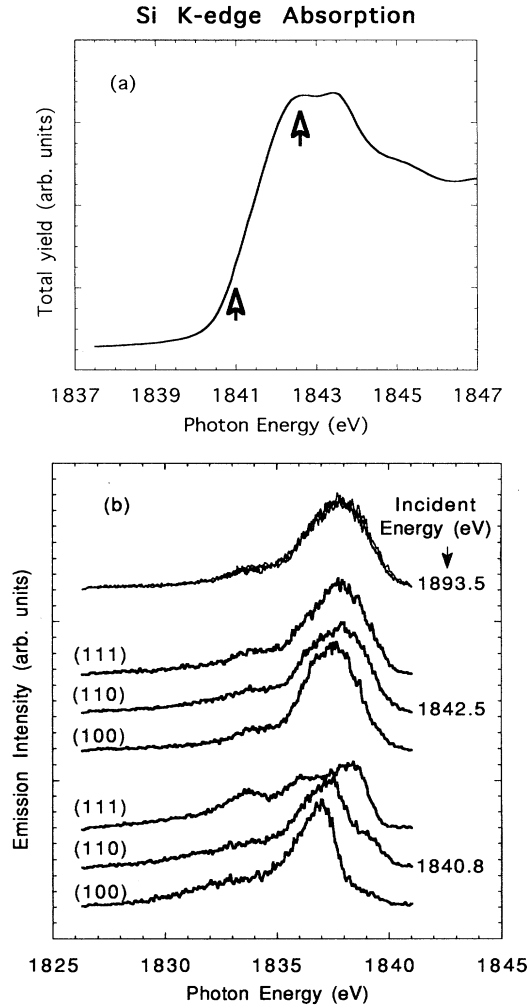 Si K-edge Absorption
(a)
Total yield (arb. units)
1837 1839 1841 1843 1845 1847
Photon Energy (eV)
(b)
Incident
Energy (eV)
1893.5
(111)
(110)
1842.5
(100)
(111)
(110)
1840.8
(100)
Emission Intensity (arb. units)
1825 1830 1835 1840 1845
Photon Energy (eV)